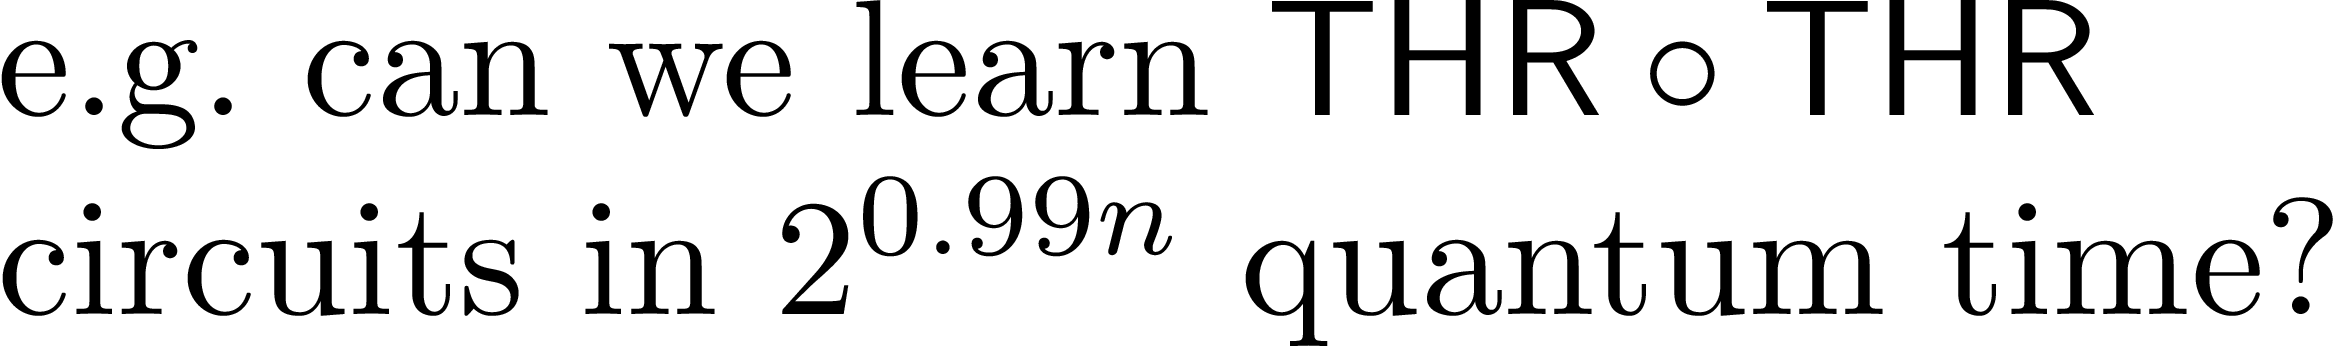 e.g. can we learn THR ∘ THR
circuits in 2^{0.99n} quantum time?